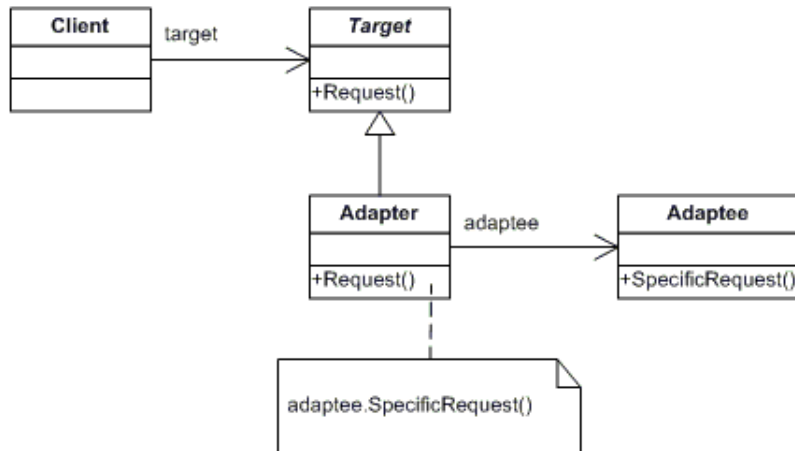 Client
target
Target
+Request()
Adapter
adaptee
Adaptee
+Request()
+SpecificRequest()
adaptee.SpecificRequest()